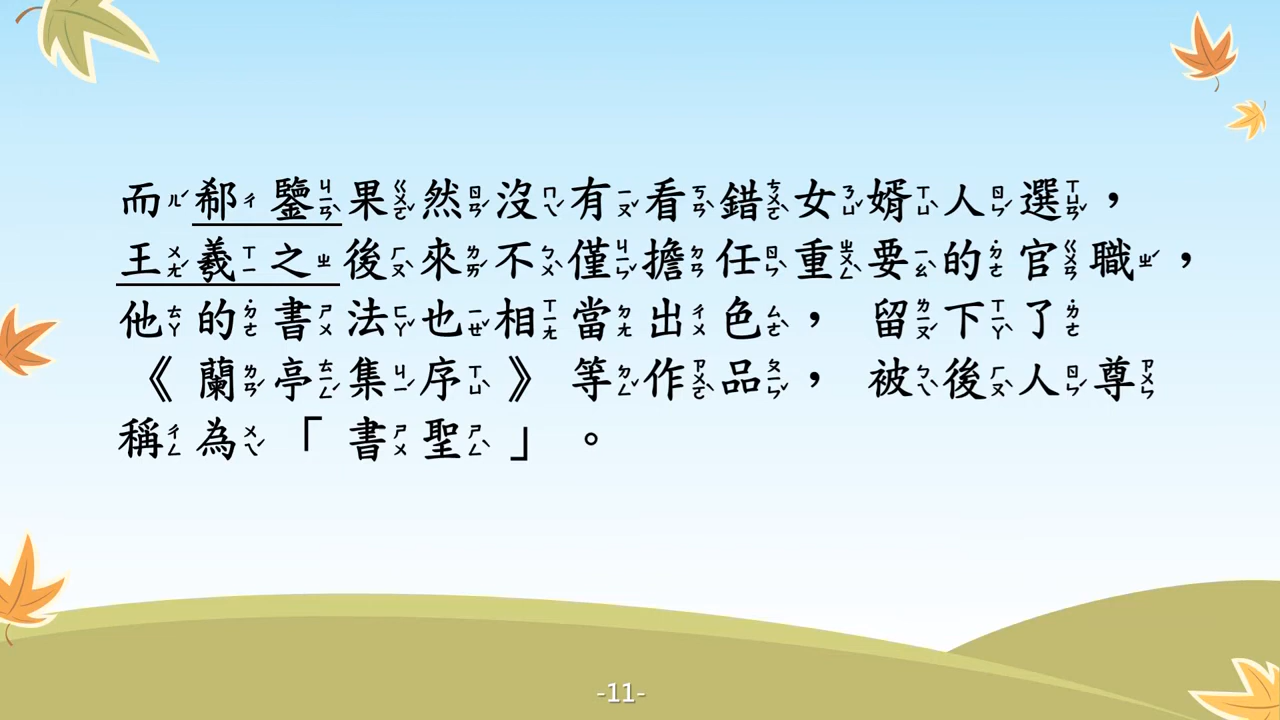 而郗鑒果然沒有看錯女婿人選，
王羲之後來不僅擔任重要的官職，
他的書法也相當出色，留下了
《蘭亭集序》等作品，被後人尊
稱為「書聖」。
-11-